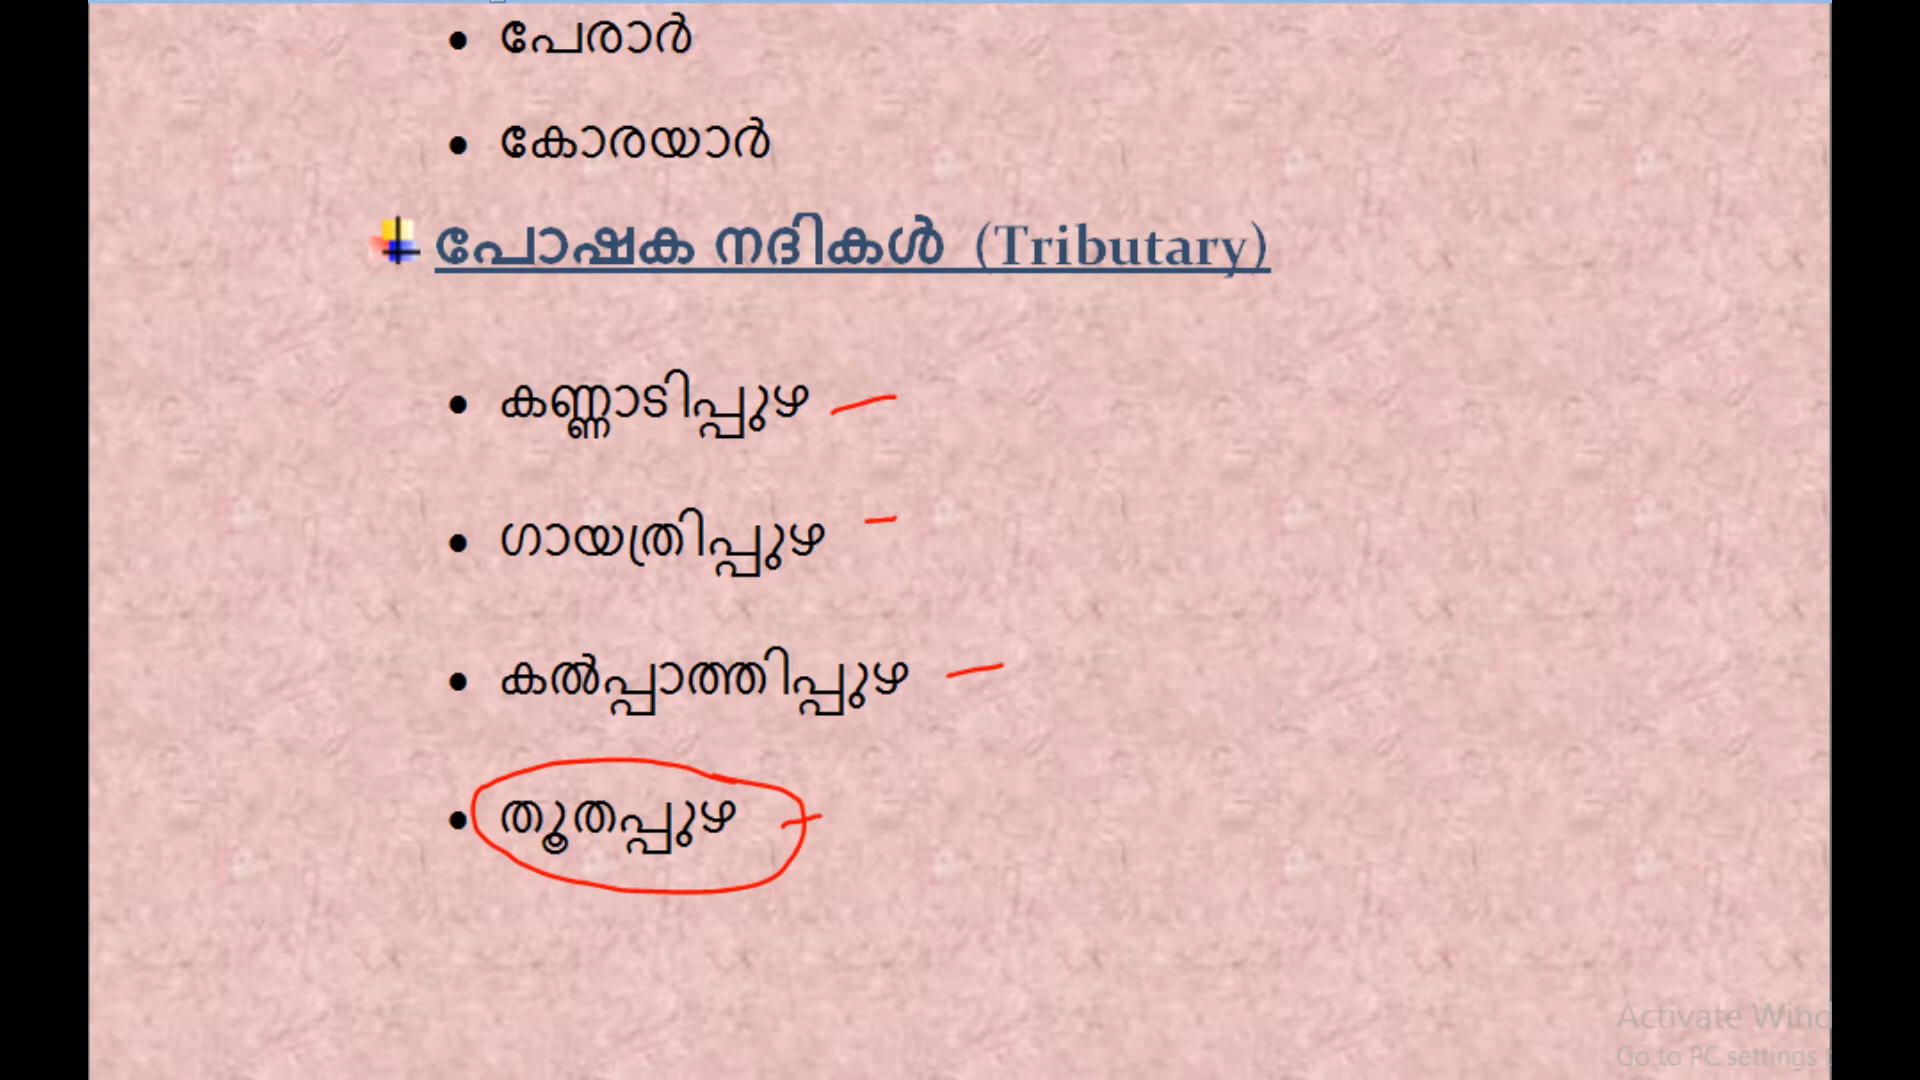 പേരാർ
കോരയാർ
പോഷക നദികൾ (Tributary)
കണ്ണാടിപ്പുഴ
ഗായത്രിപ്പുഴ
കൽപ്പാത്തിപ്പുഴ
തൂതപ്പുഴ
Activate Wind
Go to PC settings